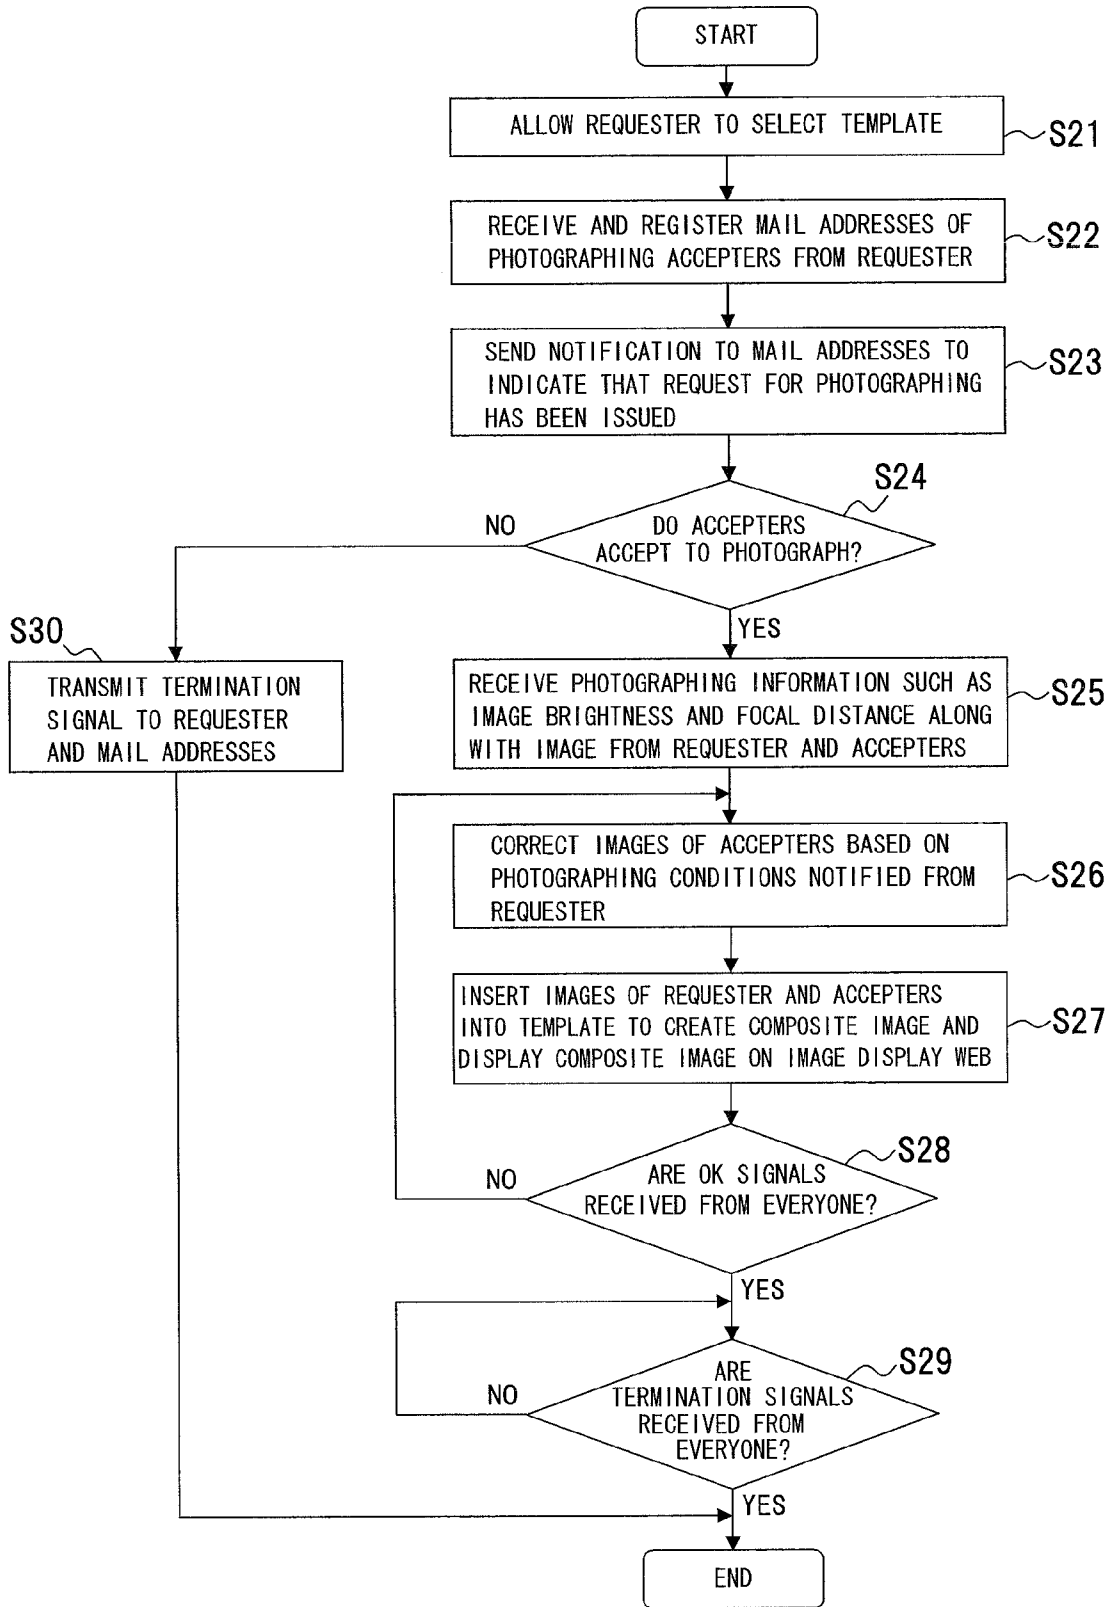 START
ALLOW REQUESTER TO SELECT TEMPLATE
S21
RECEIVE AND REGISTER MAIL ADDRESSES OF
PHOTOGRAPHING ACCEPTERS FROM REQUESTER
S22
SEND NOTIFICATION TO MAIL ADDRESSES TO
INDICATE THAT REQUEST FOR PHOTOGRAPHING
HAS BEEN ISSUED
S23
S24
DO ACCEPTERS
ACCEPT TO PHOTOGRAPH?
NO
YES
S30
TRANSMIT TERMINATION
SIGNAL TO REQUESTER
AND MAIL ADDRESSES
RECEIVE PHOTOGRAPHING INFORMATION SUCH AS
IMAGE BRIGHTNESS AND FOCAL DISTANCE ALONG
WITH IMAGE FROM REQUESTER AND ACCEPTERS
S25
CORRECT IMAGES OF ACCEPTERS BASED ON
PHOTOGRAPHING CONDITIONS NOTIFIED FROM
REQUESTER
S26
INSERT IMAGES OF REQUESTER AND ACCEPTERS
INTO TEMPLATE TO CREATE COMPOSITE IMAGE AND
DISPLAY COMPOSITE IMAGE ON IMAGE DISPLAY WEB
S27
S28
ARE OK SIGNALS
RECEIVED FROM EVERYONE?
NO
YES
S29
ARE
TERMINATION SIGNALS
RECEIVED FROM
EVERYONE?
NO
YES
END